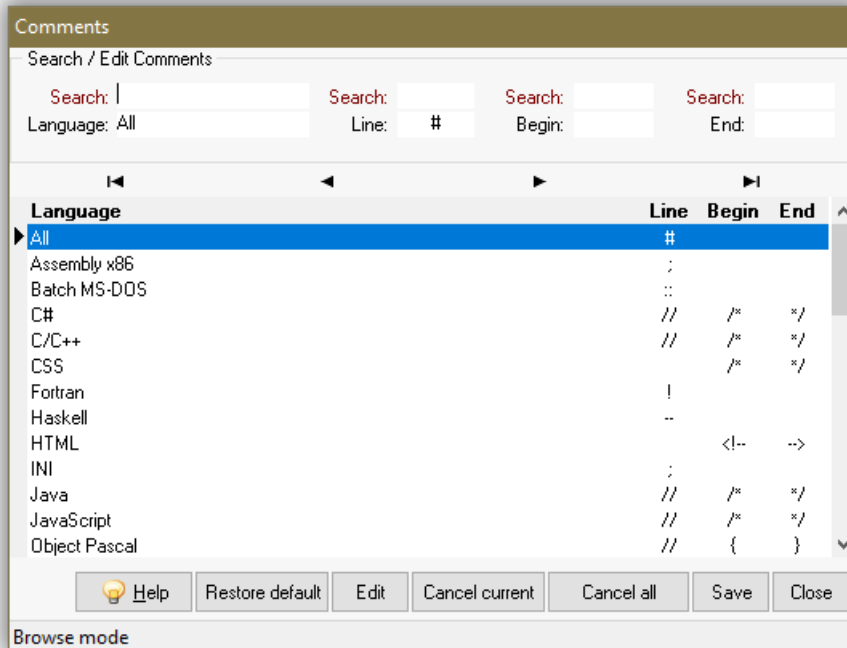 Comments
Search / Edit Comments
Search: Search: Search: Search:
Language: All Line: # Begin: End:
Language Line Begin End
All #
Assembly x86 ;
Batch MS-DOS ::
C# // /* */
C/C++ // /* */
CSS /* */
Fortran !
Haskell --
HTML <!-- -->
INI ;
Java // /* */
JavaScript // /* */
Object Pascal // { }
Help Restore default Edit Cancel current Cancel all Save Close
Browse mode